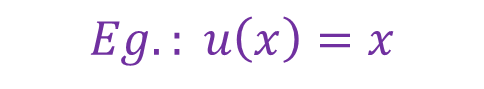 Eg.: u(x) = x